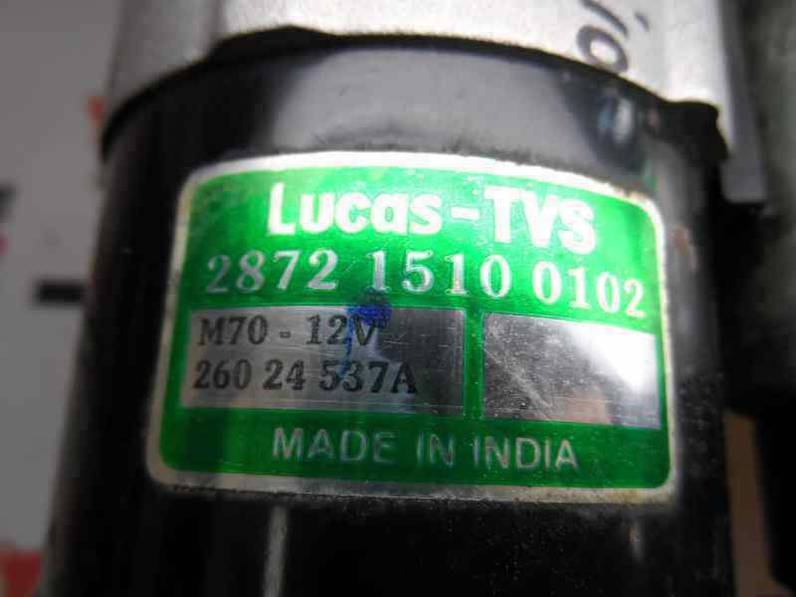 Lucas-TVS
2872 1510 0102
M70 - 12V
260 24 537A
MADE IN INDIA